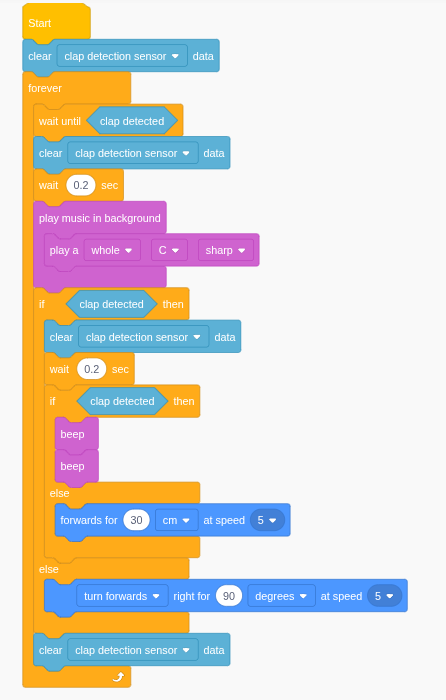 Start
clear clap detection sensor data
forever
wait until clap detected
clear clap detection sensor data
wait 0.2 sec
play music in background
play a whole C sharp
if clap detected then
clear clap detection sensor data
wait 0.2 sec
if clap detected then
beep
beep
else
forwards for 30 cm at speed 5
else
turn forwards right for 90 degrees at speed 5
clear clap detection sensor data